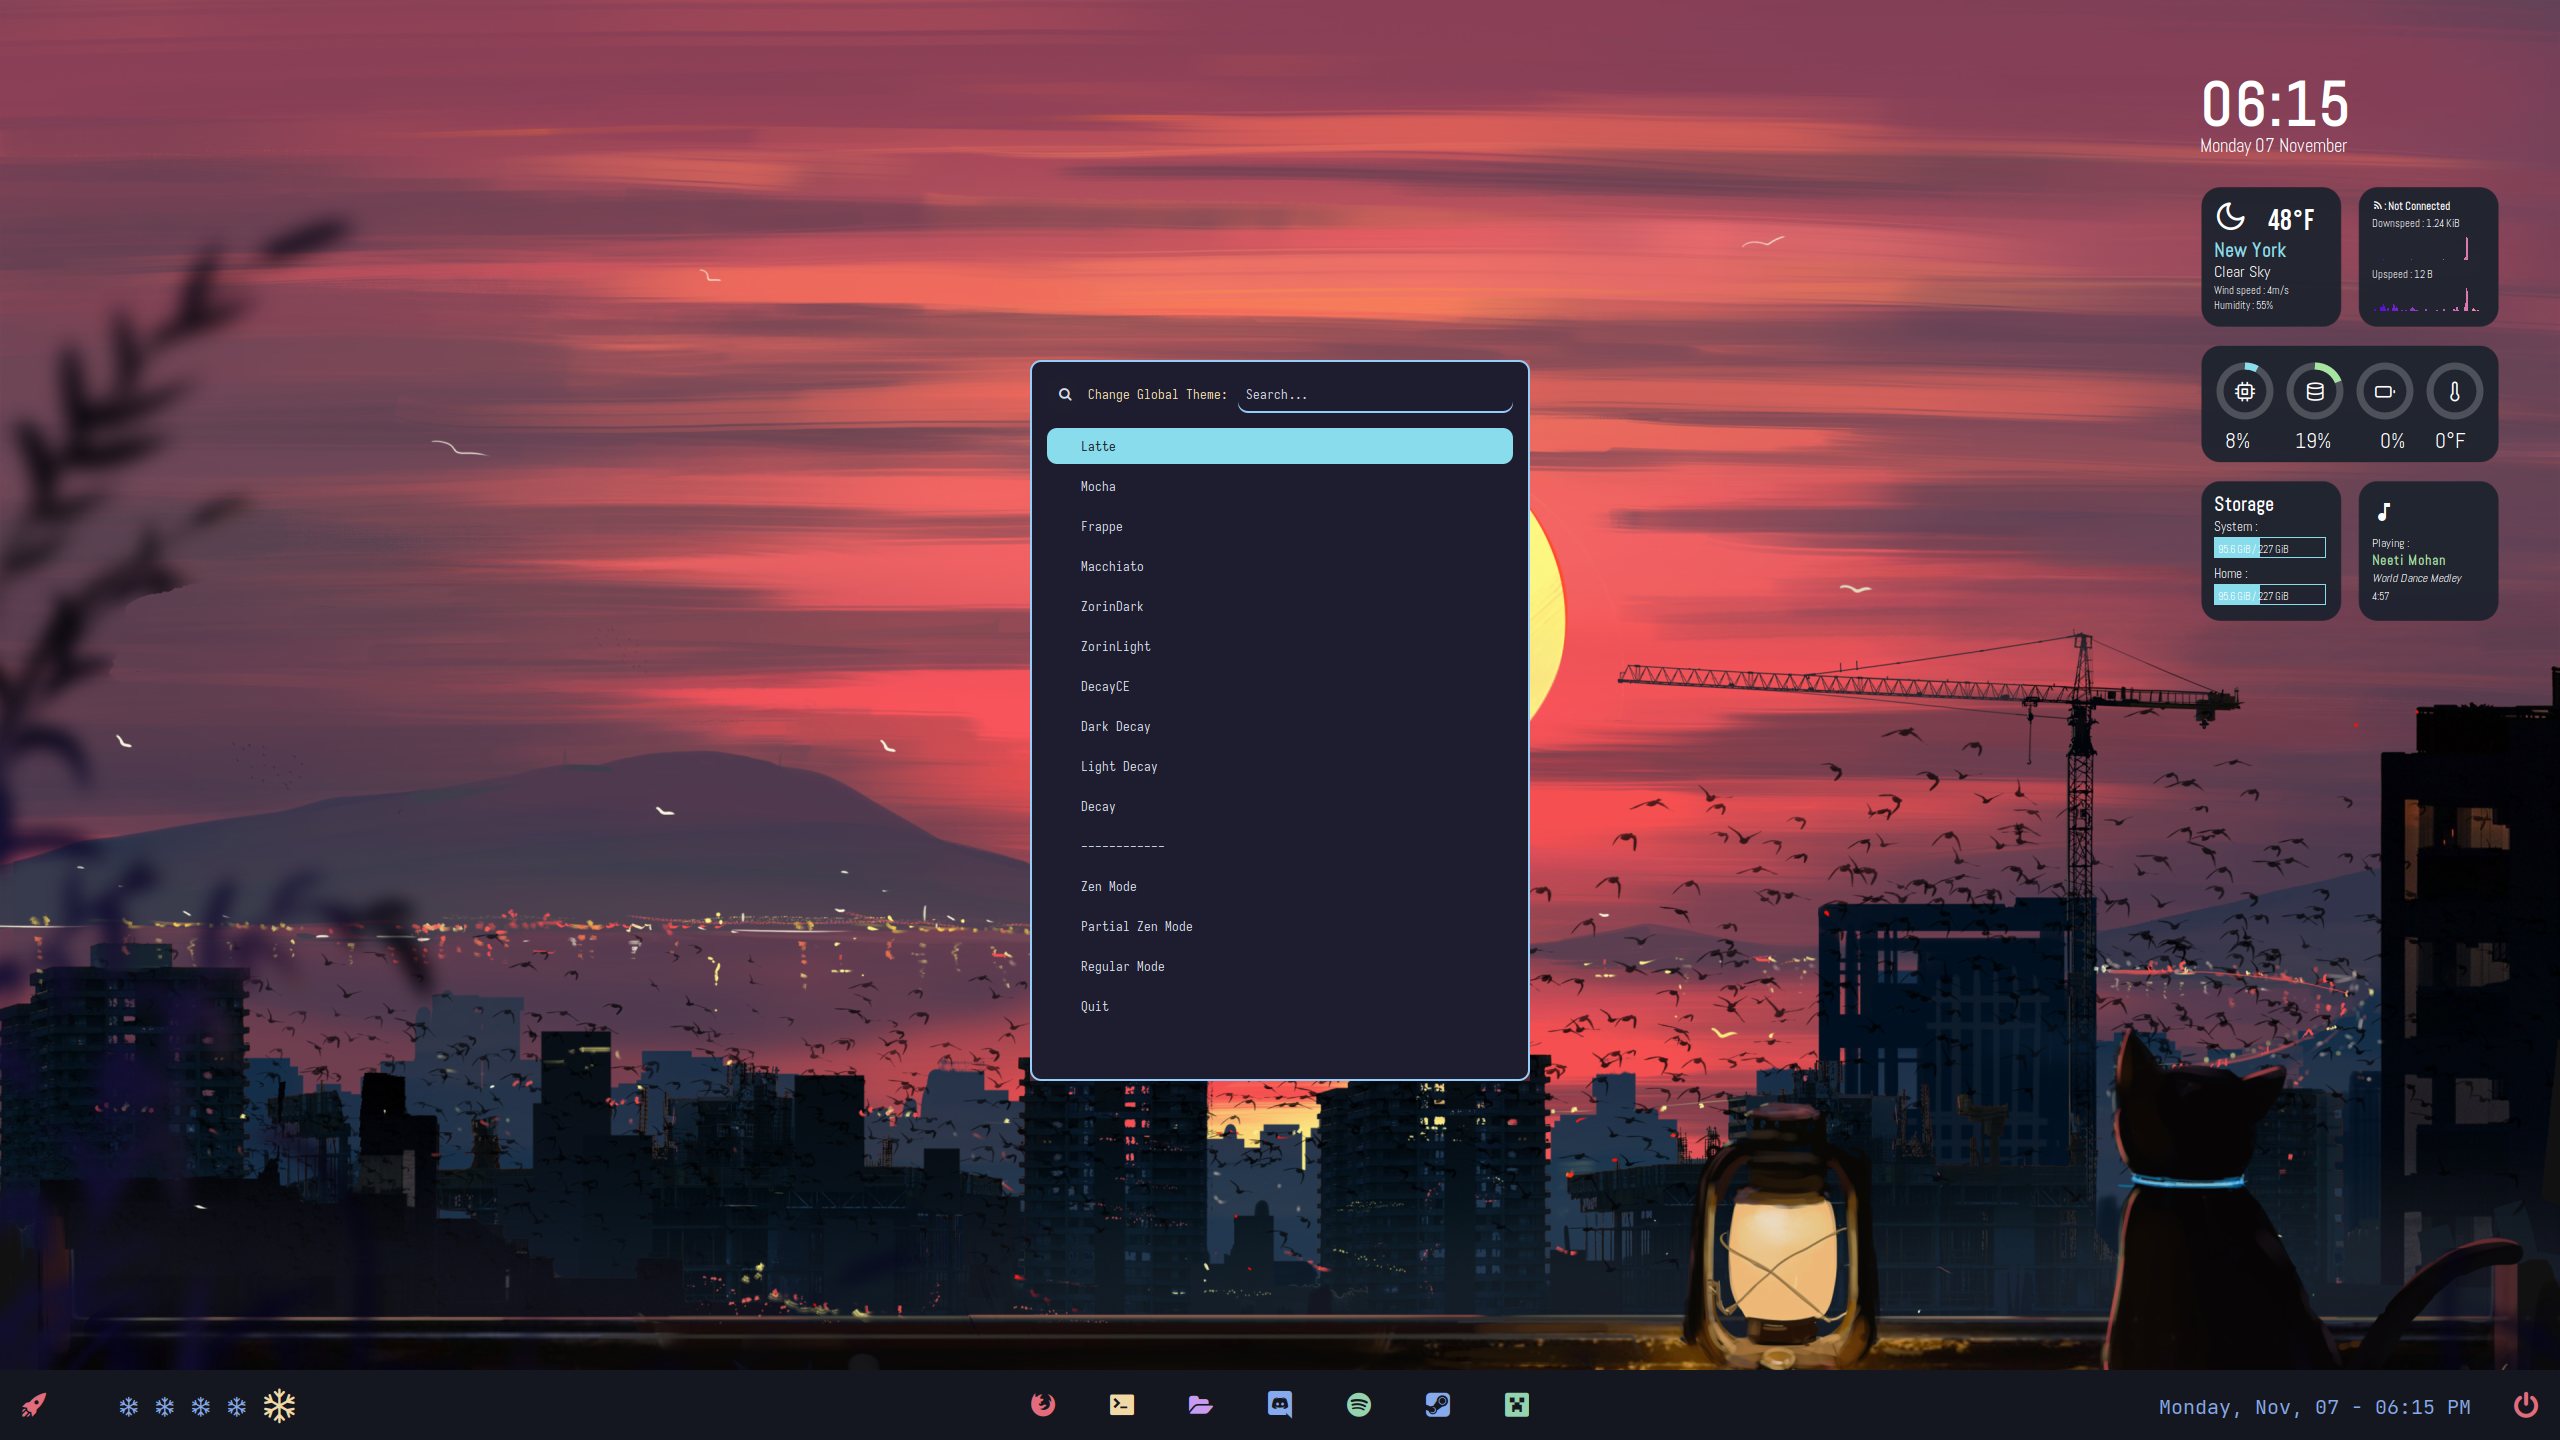 06:15
Monday 07 November
48°F
New York
Clear Sky
Wind speed : 4m/s
Humidity : 55%
: Not Connected
Downspeed : 1.24 KiB
Upspeed : 12 B
8% 19% 0% 0°F
Storage
System :
95.6 GiB / 227 GiB
Home :
95.6 GiB / 227 GiB
Playing :
Neeti Mohan
World Dance Medley
4:57
Change Global Theme: Search...
Latte
Mocha
Frappe
Macchiato
ZorinDark
ZorinLight
DecayCE
Dark Decay
Light Decay
Decay
------------
Zen Mode
Partial Zen Mode
Regular Mode
Quit
Monday, Nov, 07 - 06:15 PM